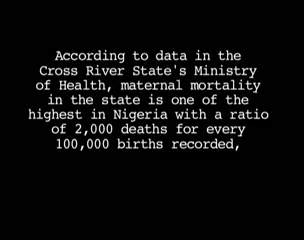 According to data in the
Cross River State's Ministry
of Health, maternal mortality
in the state is one of the
highest in Nigeria with a ratio
of 2,000 deaths for every
100,000 births recorded,